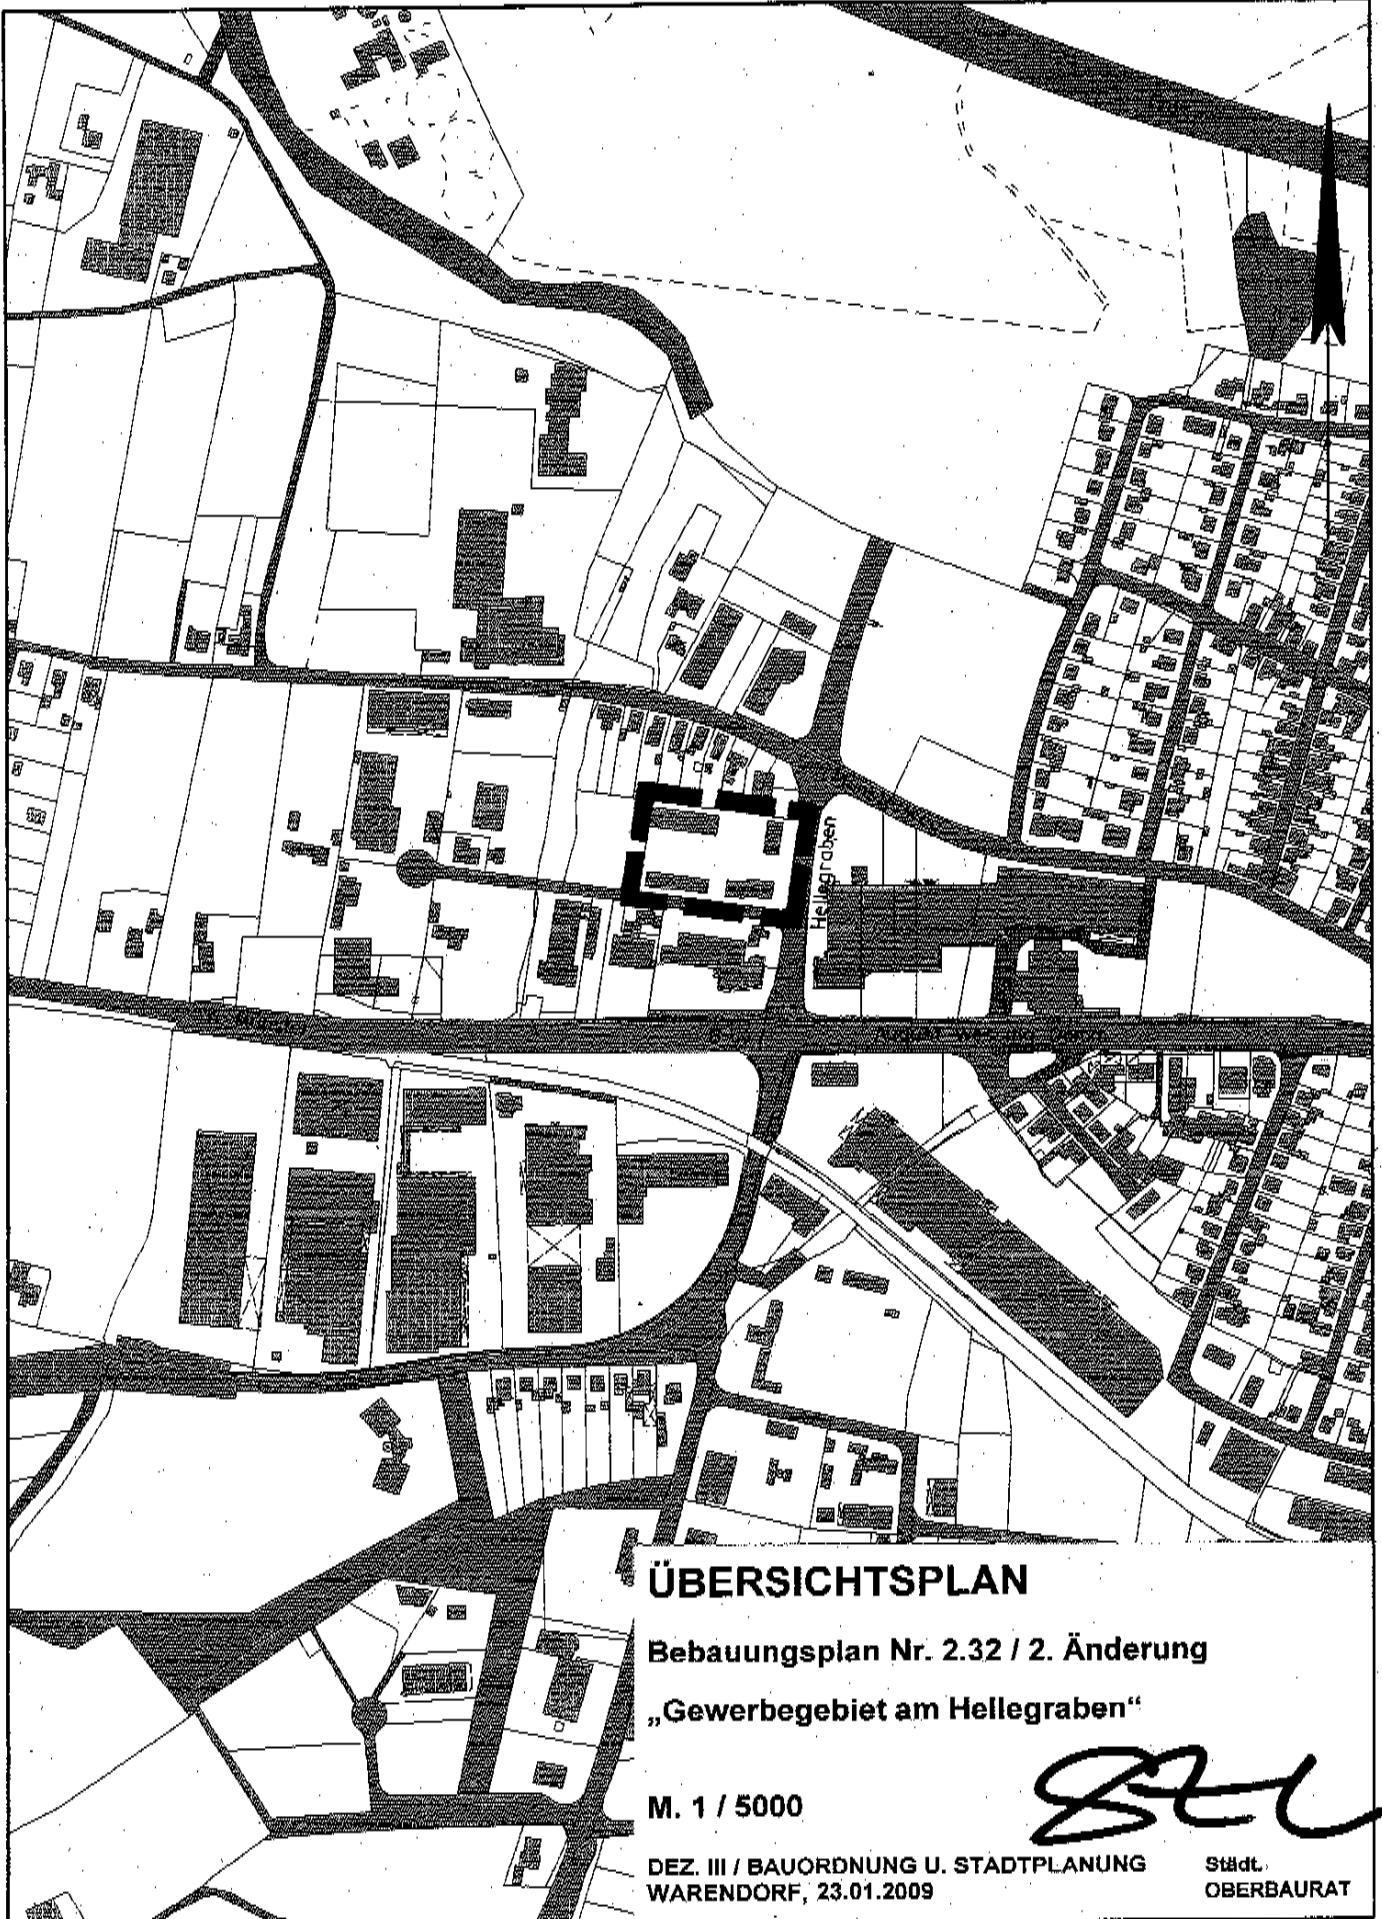 Hellegraben
ÜBERSICHTSPLAN
Bebauungsplan Nr. 2.32 / 2. Änderung
„Gewerbegebiet am Hellegraben“
M. 1 / 5000
DEZ. III / BAUORDNUNG U. STADTPLANUNG
WARENDORF, 23.01.2009
Städt.
OBERBAURAT